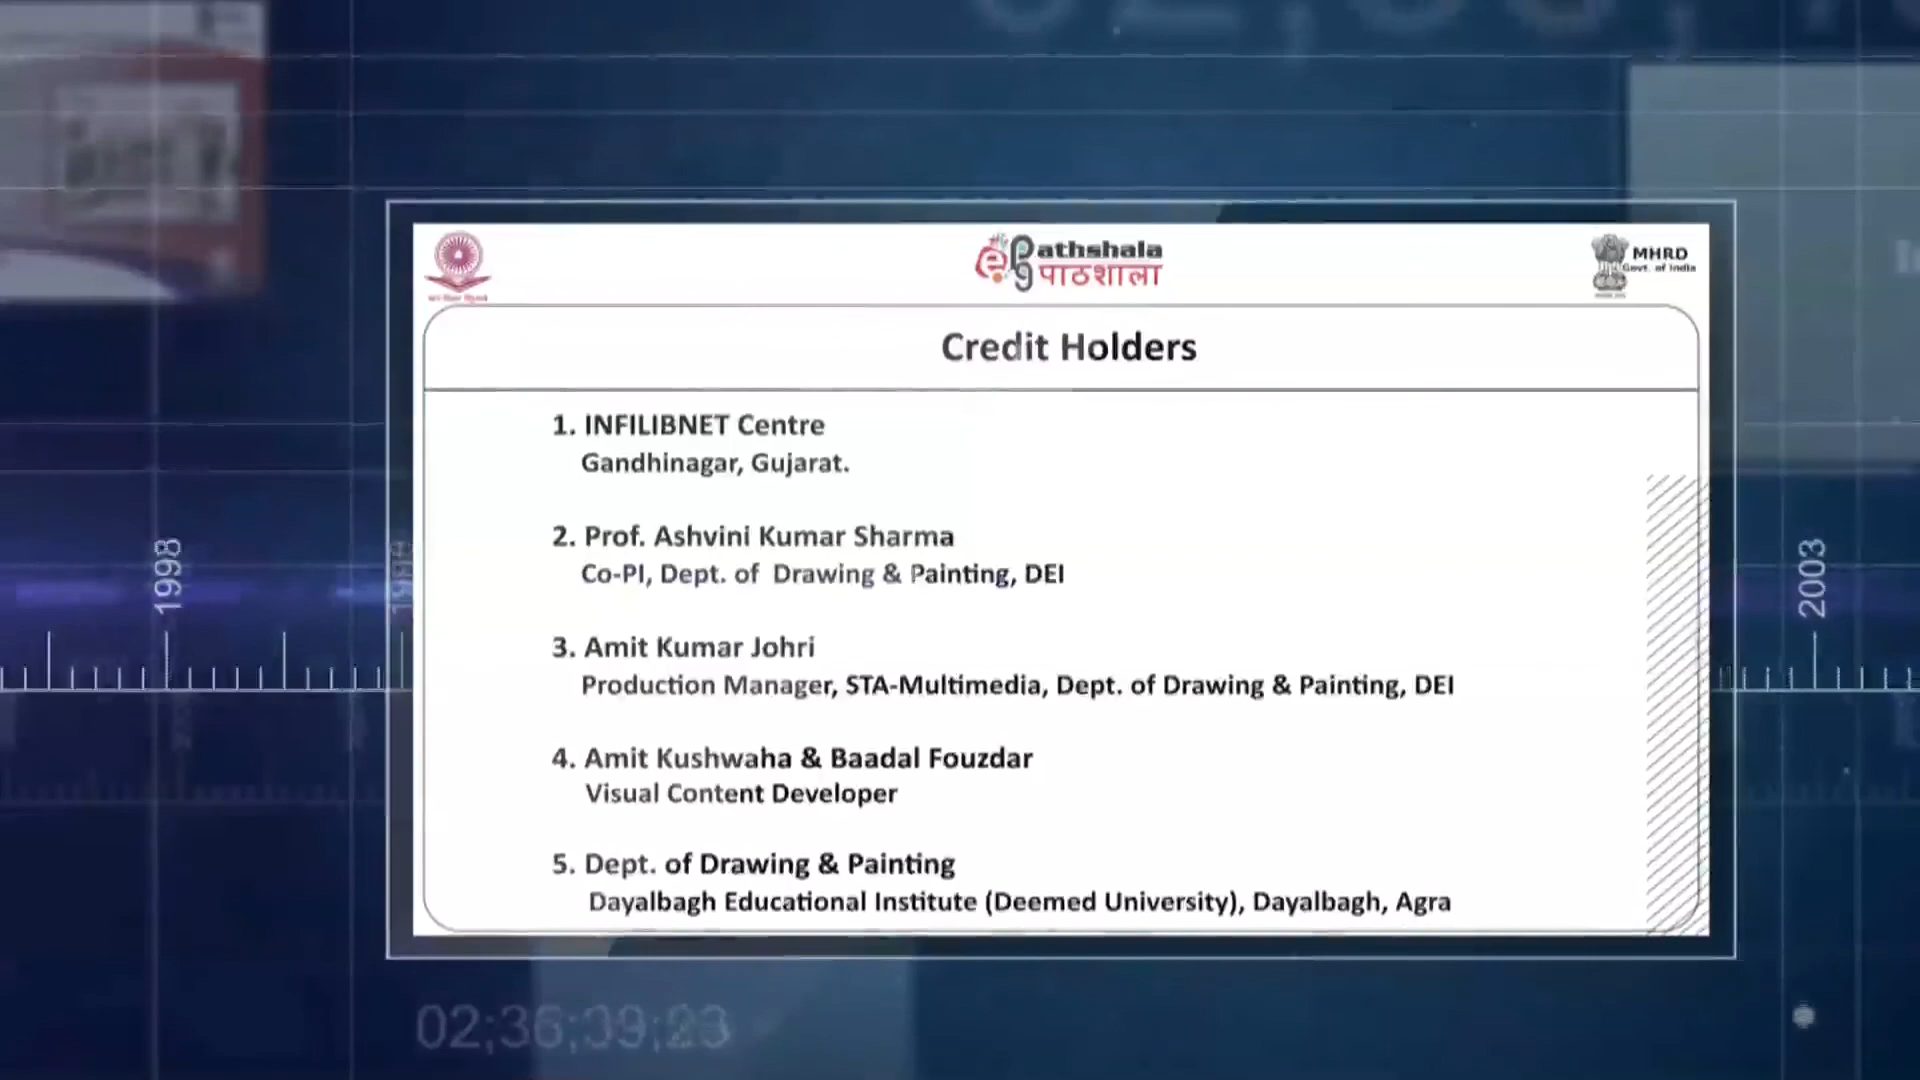 ePGathshala
पाठशाला
MHRD
Govt. of India
Credit Holders
1. INFILIBNET Centre
Gandhinagar, Gujarat.
2. Prof. Ashvini Kumar Sharma
Co-PI, Dept. of Drawing & Painting, DEI
3. Amit Kumar Johri
Production Manager, STA-Multimedia, Dept. of Drawing & Painting, DEI
4. Amit Kushwaha & Baadal Fouzdar
Visual Content Developer
5. Dept. of Drawing & Painting
Dayalbagh Educational Institute (Deemed University), Dayalbagh, Agra
1998
2003
02;36;39;23